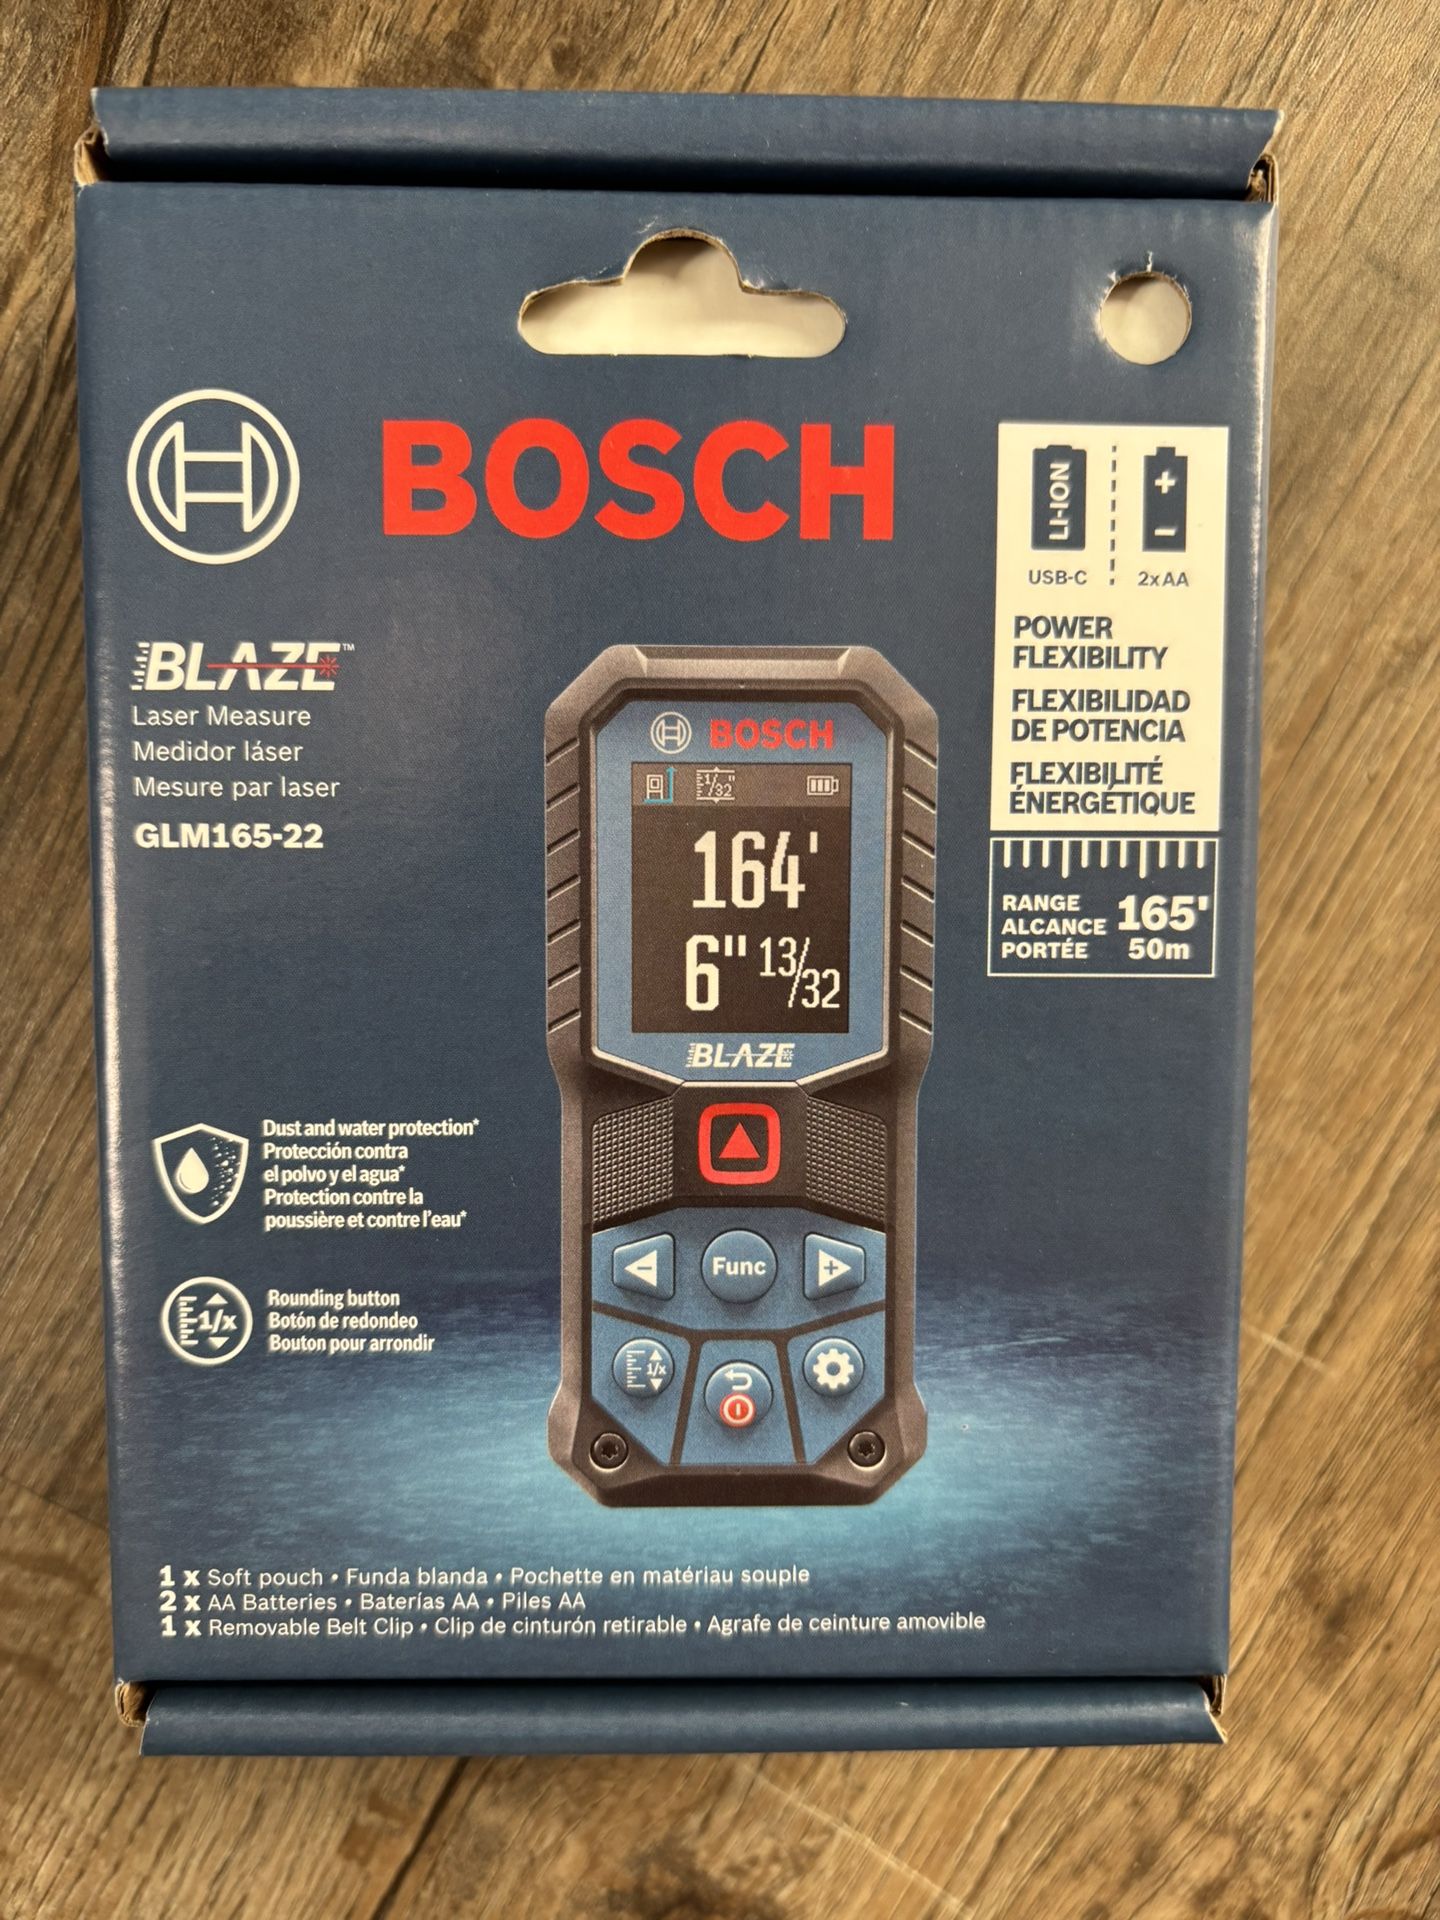 BOSCH
LI-ION
USB-C
2xAA
POWER
FLEXIBILITY
FLEXIBILIDAD
DE POTENCIA
FLEXIBILITÉ
ÉNERGÉTIQUE
RANGE
ALCANCE
PORTÉE
165'
50m
BLAZE™
Laser Measure
Medidor láser
Mesure par laser
GLM165-22
BOSCH
1/32"
164'
6" 13/32
BLAZE
Func
1/x
Dust and water protection*
Protección contra
el polvo y el agua*
Protection contre la
poussière et contre l'eau*
1/x
Rounding button
Botón de redondeo
Bouton pour arrondir
1 x Soft pouch • Funda blanda • Pochette en matériau souple
2 x AA Batteries • Baterías AA • Piles AA
1 x Removable Belt Clip • Clip de cinturón retirable • Agrafe de ceinture amovible